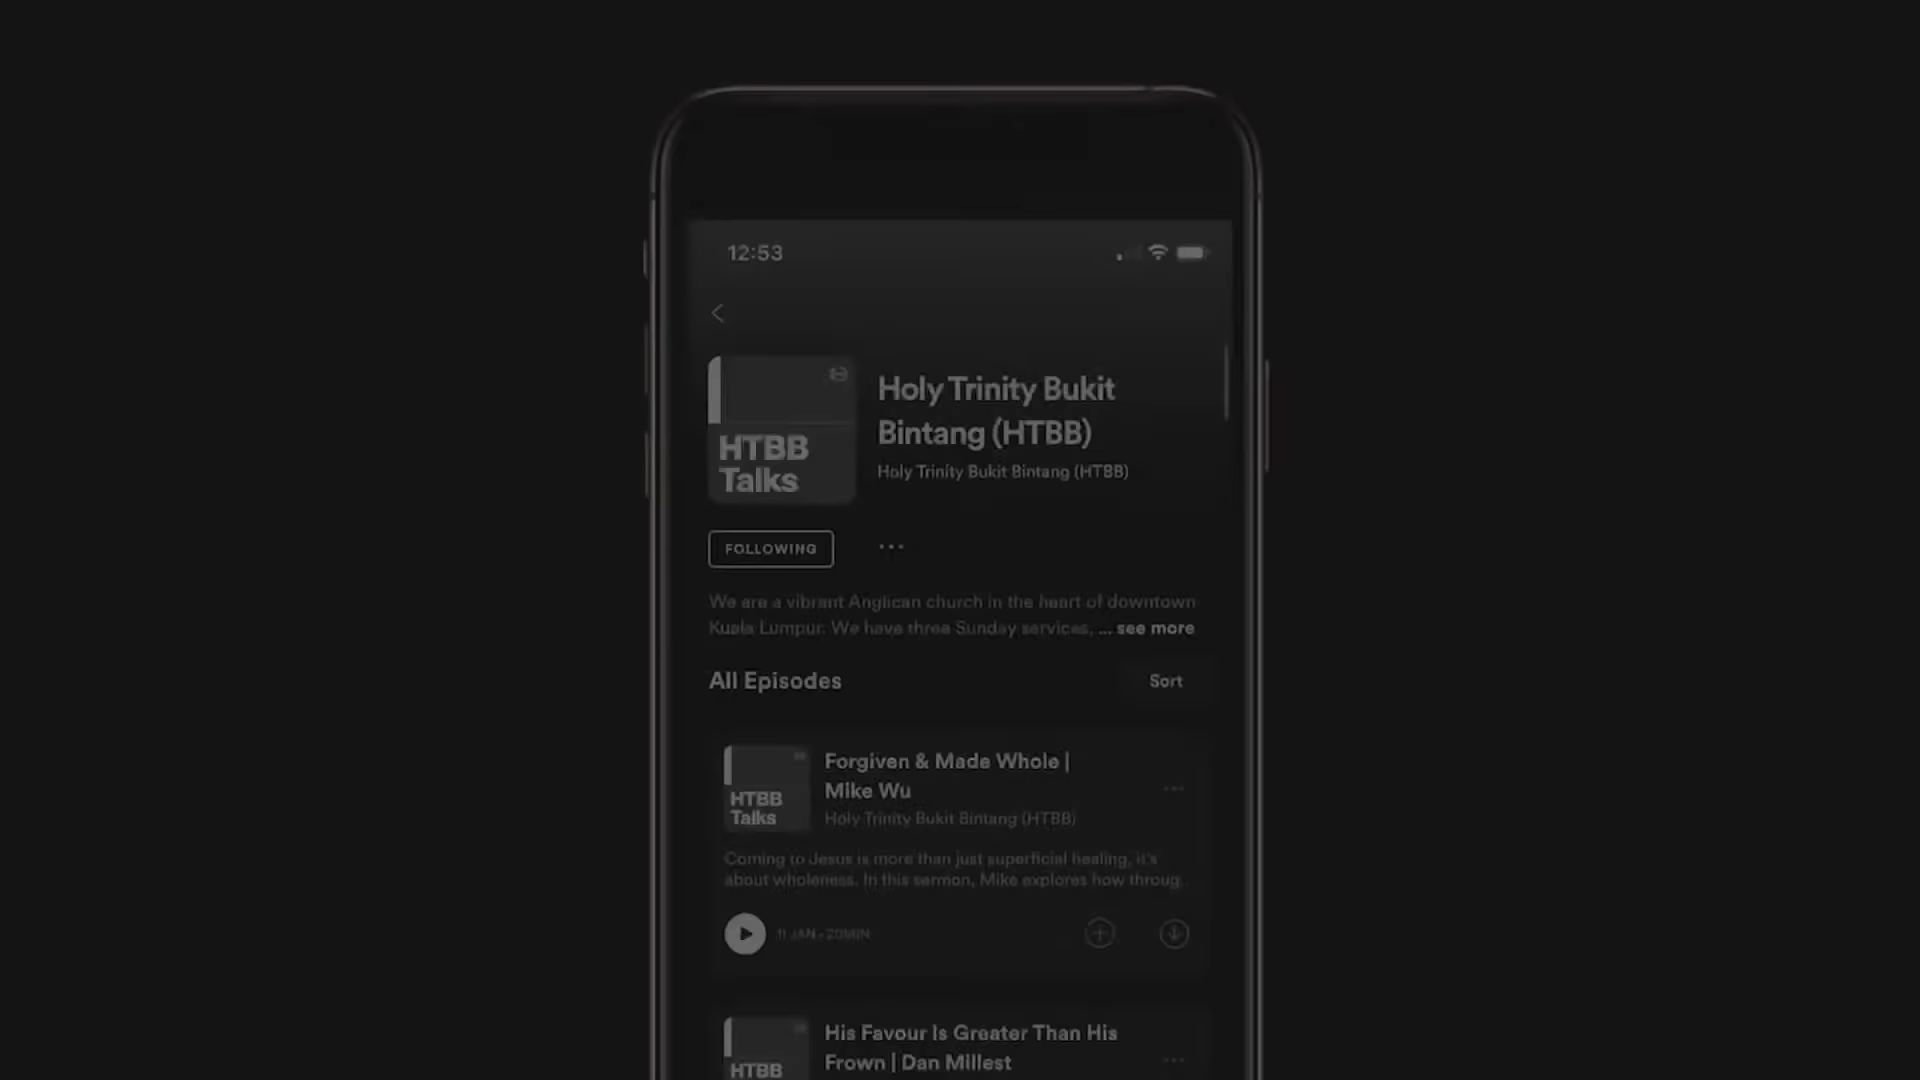 12:53
HTBB
Talks
Holy Trinity Bukit
Bintang (HTBB)
Holy Trinity Bukit Bintang (HTBB)
FOLLOWING
We are a vibrant Anglican church in the heart of downtown
Kuala Lumpur. We have three Sunday services, ... see more
All Episodes
Sort
HTBB
Talks
Forgiven & Made Whole |
Mike Wu
Holy Trinity Bukit Bintang (HTBB)
Coming to Jesus is more than just superficial healing, it's
about wholeness. In this sermon, Mike explores how throug
11 JAN • 20MIN
HTBB
His Favour Is Greater Than His
Frown | Dan Millest